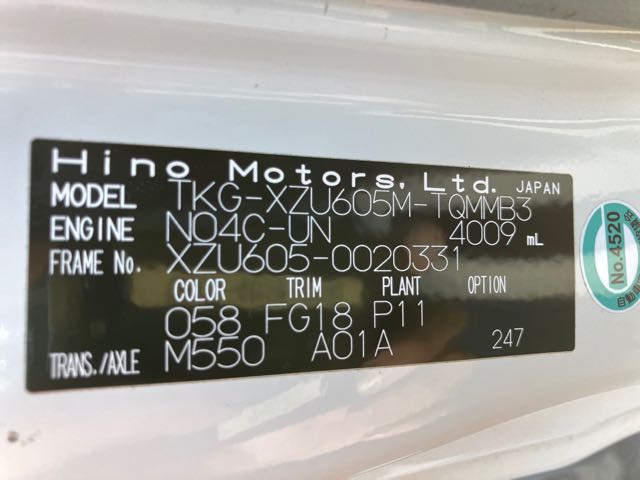 Hino Motors, Ltd. JAPAN
MODEL TKG-XZU605M-TQMMB3
ENGINE N04C-UN 4009 mL
FRAME No. XZU605-0020331
COLOR TRIM PLANT OPTION
058 FG18 P11
TRANS./AXLE M550 A01A 247
No.4520